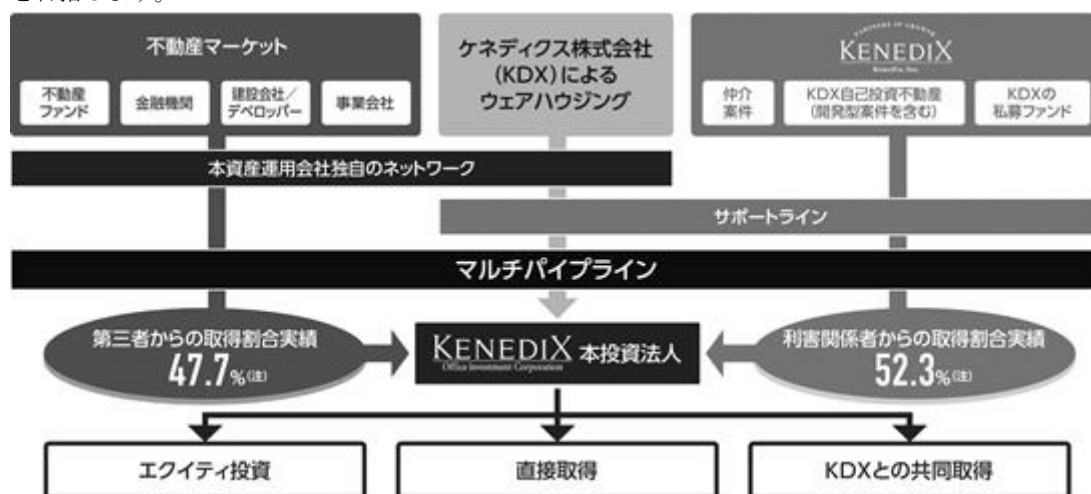 不動産マーケット
不動産
ファンド
金融機関
建設会社／
デベロッパー
事業会社
ケネディクス株式会社
(KDX)による
ウェアハウジング
PARTNERS IN GROWTH
KENEDIX
Kenedix, Inc.
仲介
案件
KDX自己投資不動産
(開発型案件を含む)
KDXの
私募ファンド
本資産運用会社独自のネットワーク
サポートライン
マルチパイプライン
第三者からの取得割合実績
47.7%(注)
KENEDIX 本投資法人
Office Investment Corporation
利害関係者からの取得割合実績
52.3%(注)
エクイティ投資
直接取得
KDXとの共同取得